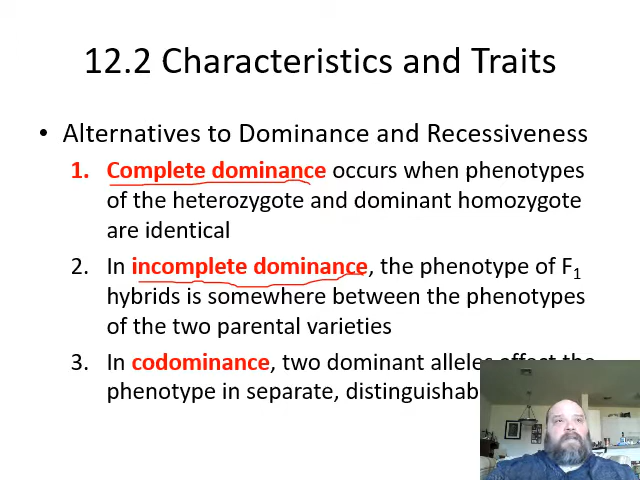 12.2 Characteristics and Traits
• Alternatives to Dominance and Recessiveness
1. Complete dominance occurs when phenotypes
of the heterozygote and dominant homozygote
are identical
2. In incomplete dominance, the phenotype of F1
hybrids is somewhere between the phenotypes
of the two parental varieties
3. In codominance, two dominant alleles affect the
phenotype in separate,